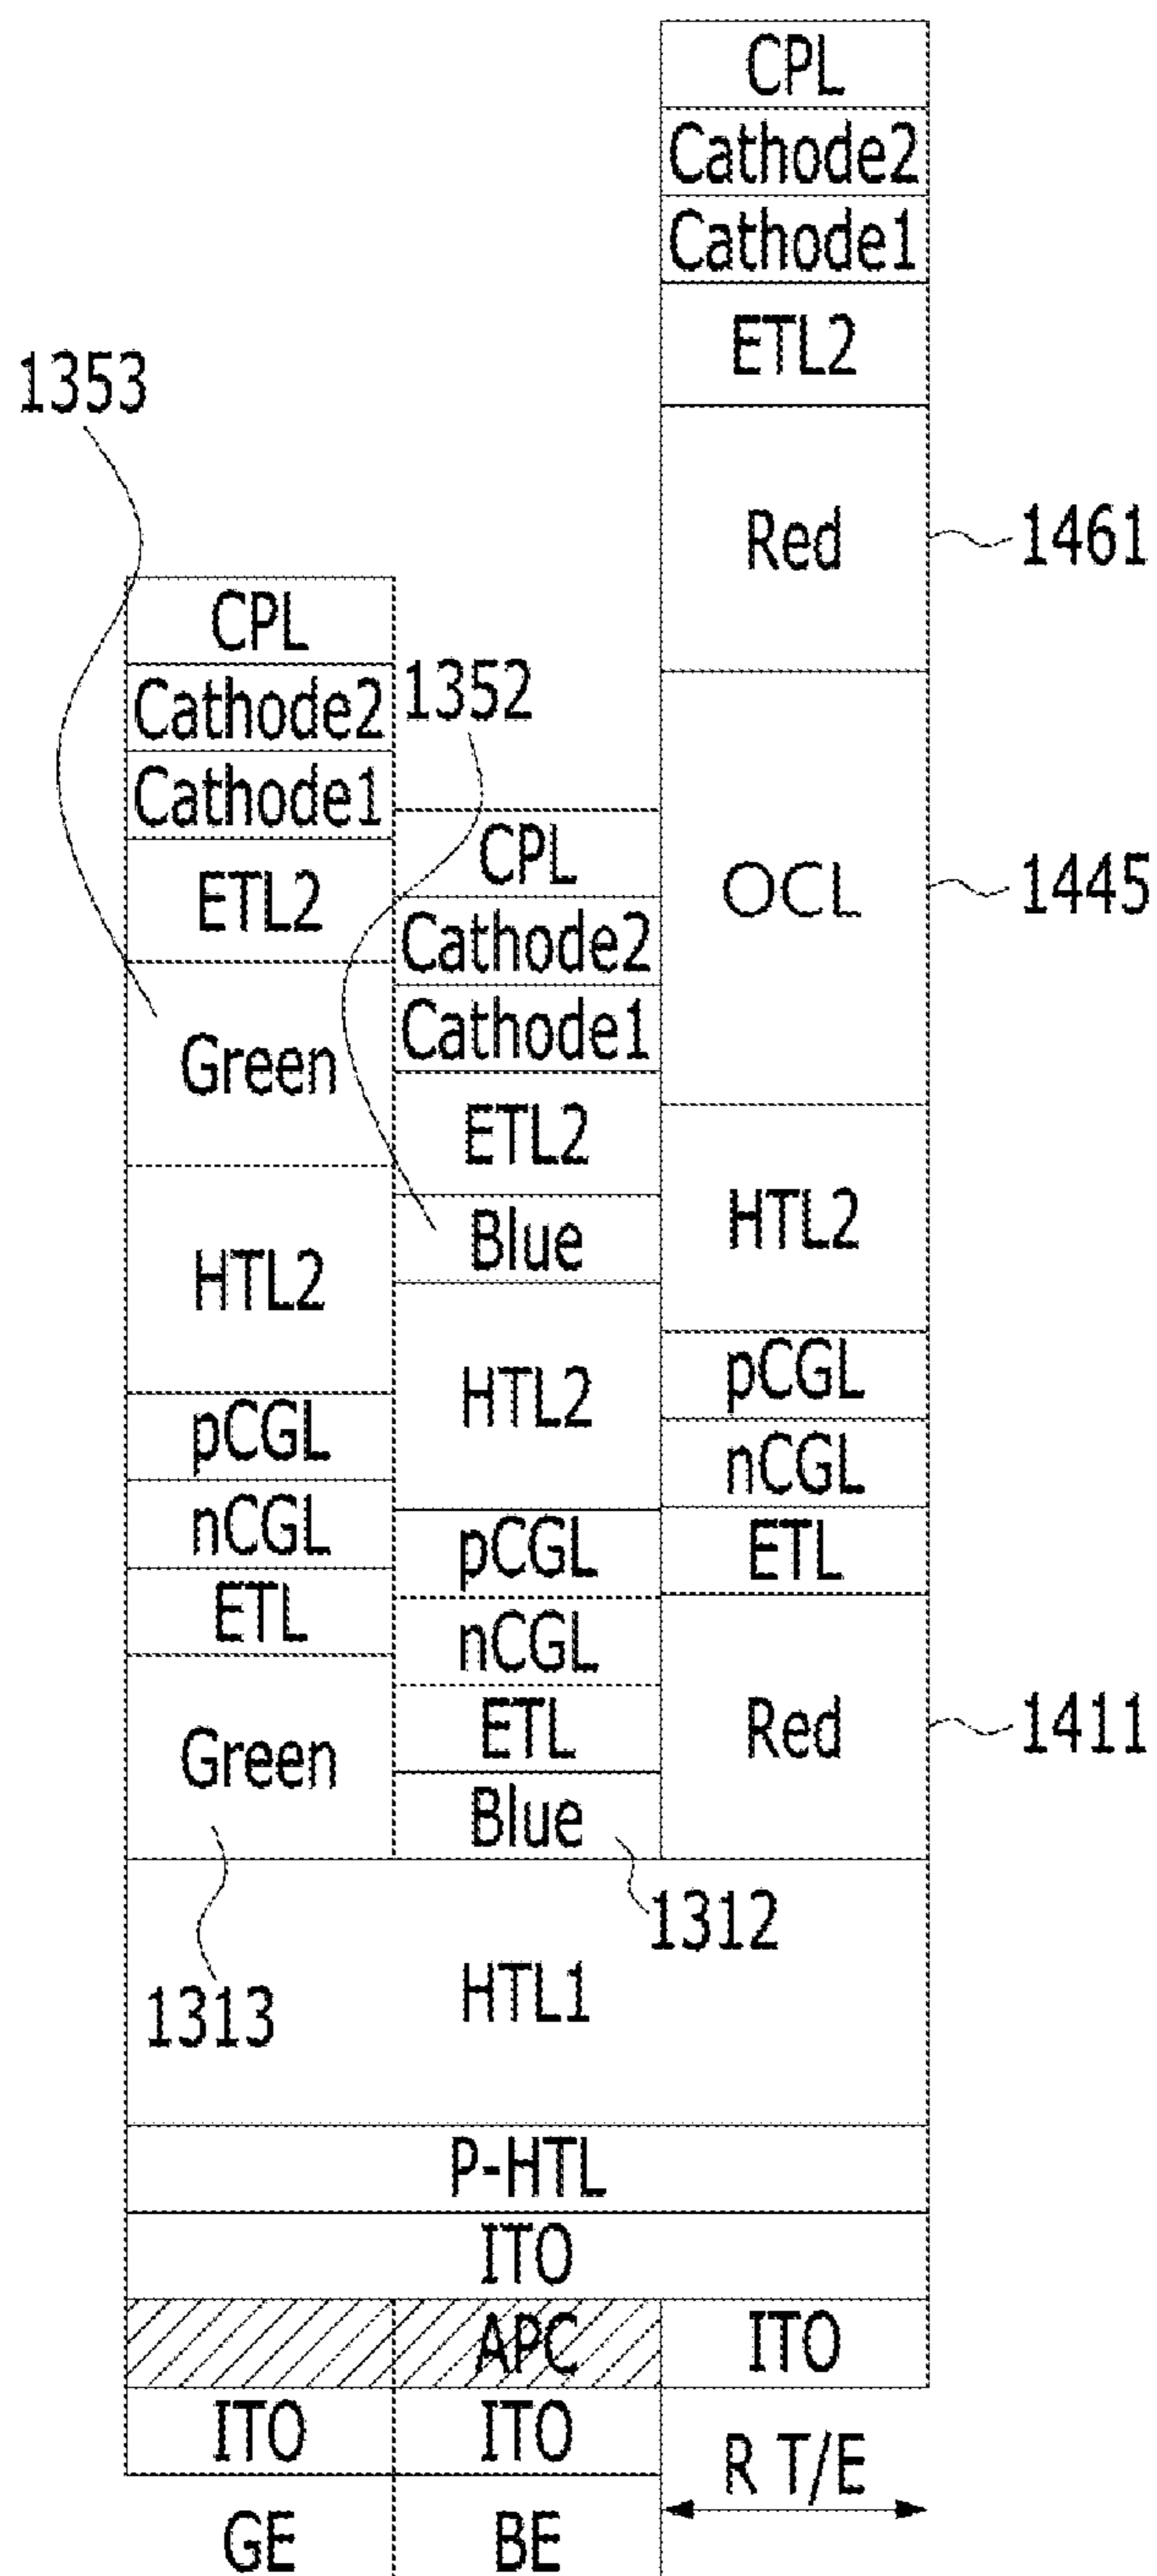 CPL
Cathode2
Cathode1
ETL2
1353
Red
1461
CPL
Cathode2
1352
Cathode1
CPL
ETL2
OCL
1445
Cathode2
Cathode1
Green
ETL2
HTL2
Blue
HTL2
pCGL
HTL2
pCGL
nCGL
nCGL
pCGL
ETL
ETL
nCGL
Red
1411
ETL
Green
Blue
1312
HTL1
1313
P-HTL
ITO
APC
ITO
ITO
ITO
R T/E
GE
BE